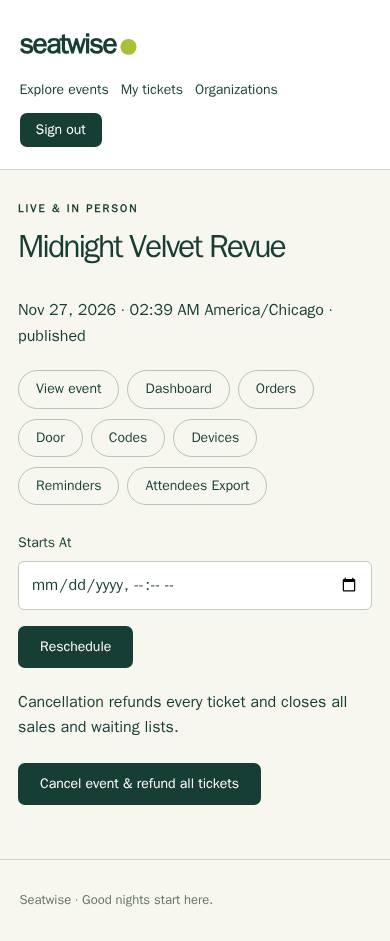 seatwise
Explore events My tickets Organizations
Sign out
LIVE & IN PERSON
Midnight Velvet Revue
Nov 27, 2026 · 02:39 AM America/Chicago ·
published
View event Dashboard Orders
Door Codes Devices
Reminders Attendees Export
Starts At
mm/dd/yyyy, --:-- --
Reschedule
Cancellation refunds every ticket and closes all
sales and waiting lists.
Cancel event & refund all tickets
Seatwise · Good nights start here.